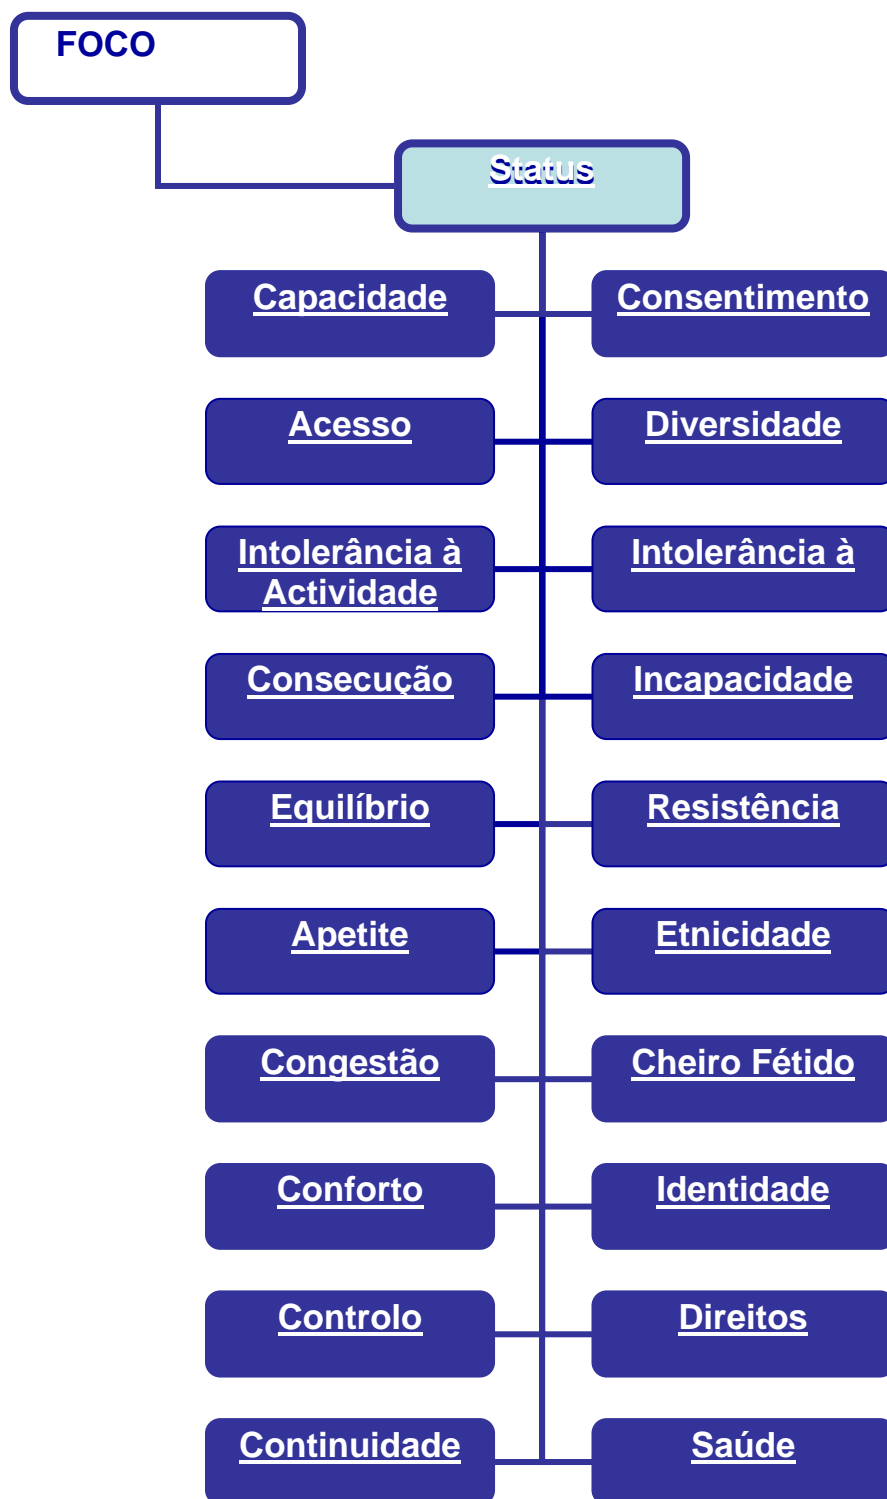 FOCO
Status
Capacidade
Consentimento
Acesso
Diversidade
Intolerância à
Actividade
Intolerância à
Consecução
Incapacidade
Equilíbrio
Resistência
Apetite
Etnicidade
Congestão
Cheiro Fétido
Conforto
Identidade
Controlo
Direitos
Continuidade
Saúde